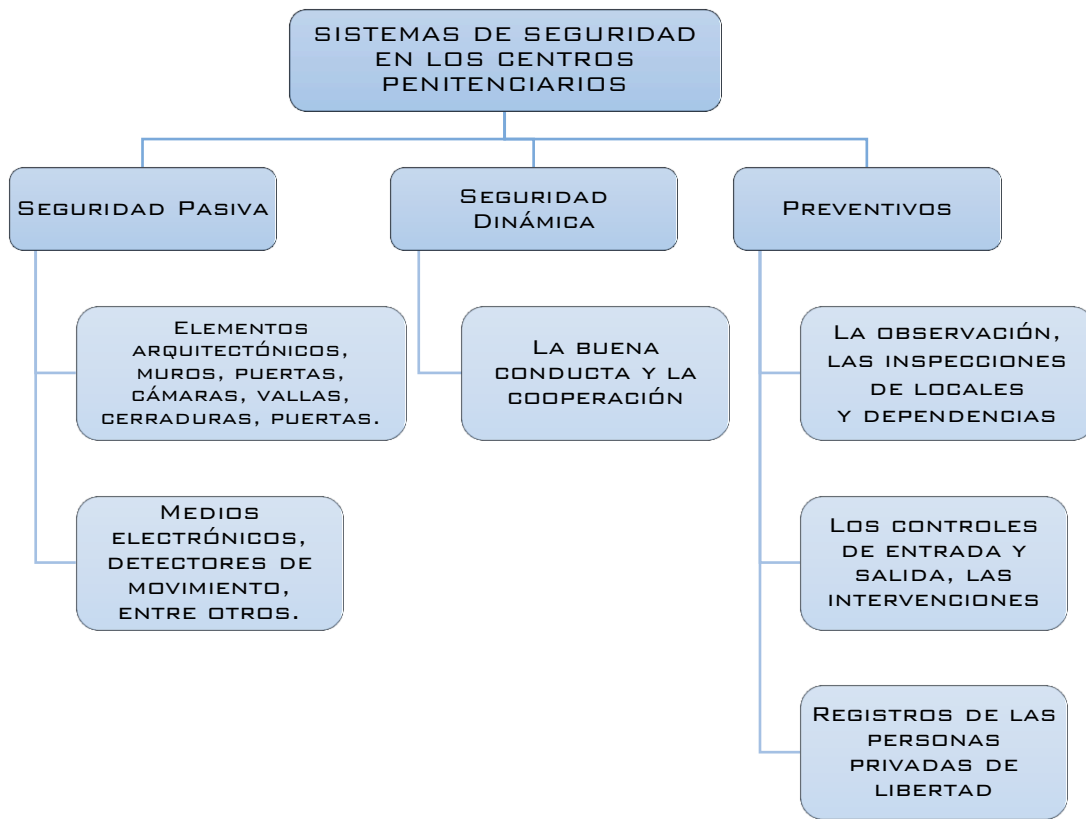 SISTEMAS DE SEGURIDAD
EN LOS CENTROS
PENITENCIARIOS
SEGURIDAD PASIVA
ELEMENTOS
ARQUITECTÓNICOS,
MUROS, PUERTAS,
CÁMARAS, VALLAS,
CERRADURAS, PUERTAS.
MEDIOS
ELECTRÓNICOS,
DETECTORES DE
MOVIMIENTO,
ENTRE OTROS.
SEGURIDAD
DINÁMICA
LA BUENA
CONDUCTA Y LA
COOPERACIÓN
PREVENTIVOS
LA OBSERVACIÓN,
LAS INSPECCIONES
DE LOCALES
Y DEPENDENCIAS
LOS CONTROLES
DE ENTRADA Y
SALIDA, LAS
INTERVENCIONES
REGISTROS DE LAS
PERSONAS
PRIVADAS DE
LIBERTAD